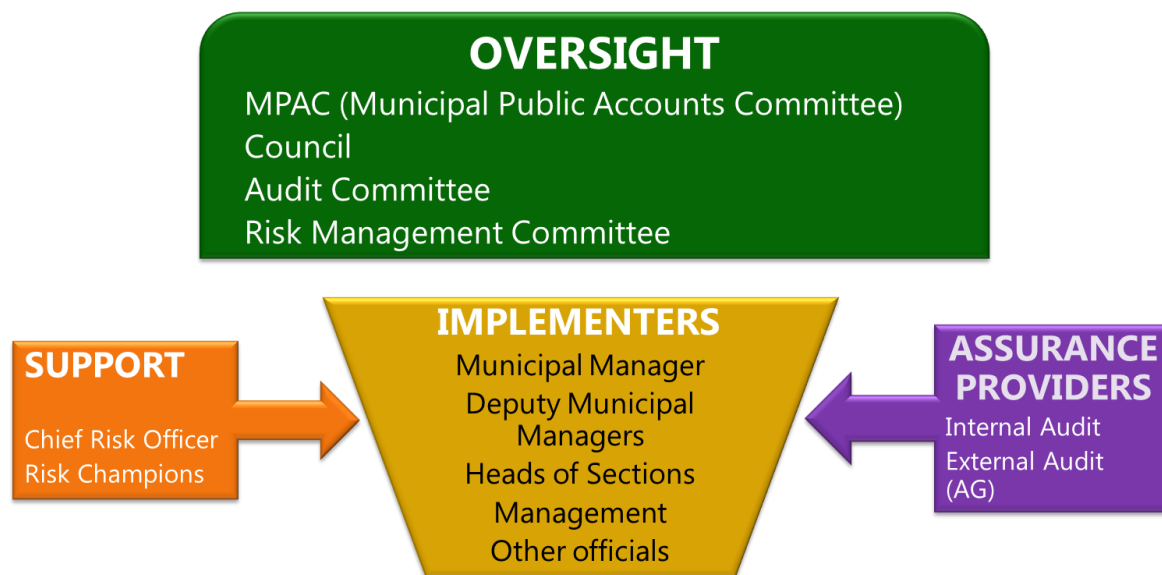 OVERSIGHT
MPAC (Municipal Public Accounts Committee)
Council
Audit Committee
Risk Management Committee
SUPPORT
Chief Risk Officer
Risk Champions
IMPLEMENTERS
Municipal Manager
Deputy Municipal
Managers
Heads of Sections
Management
Other officials
ASSURANCE
PROVIDERS
Internal Audit
External Audit
(AG)